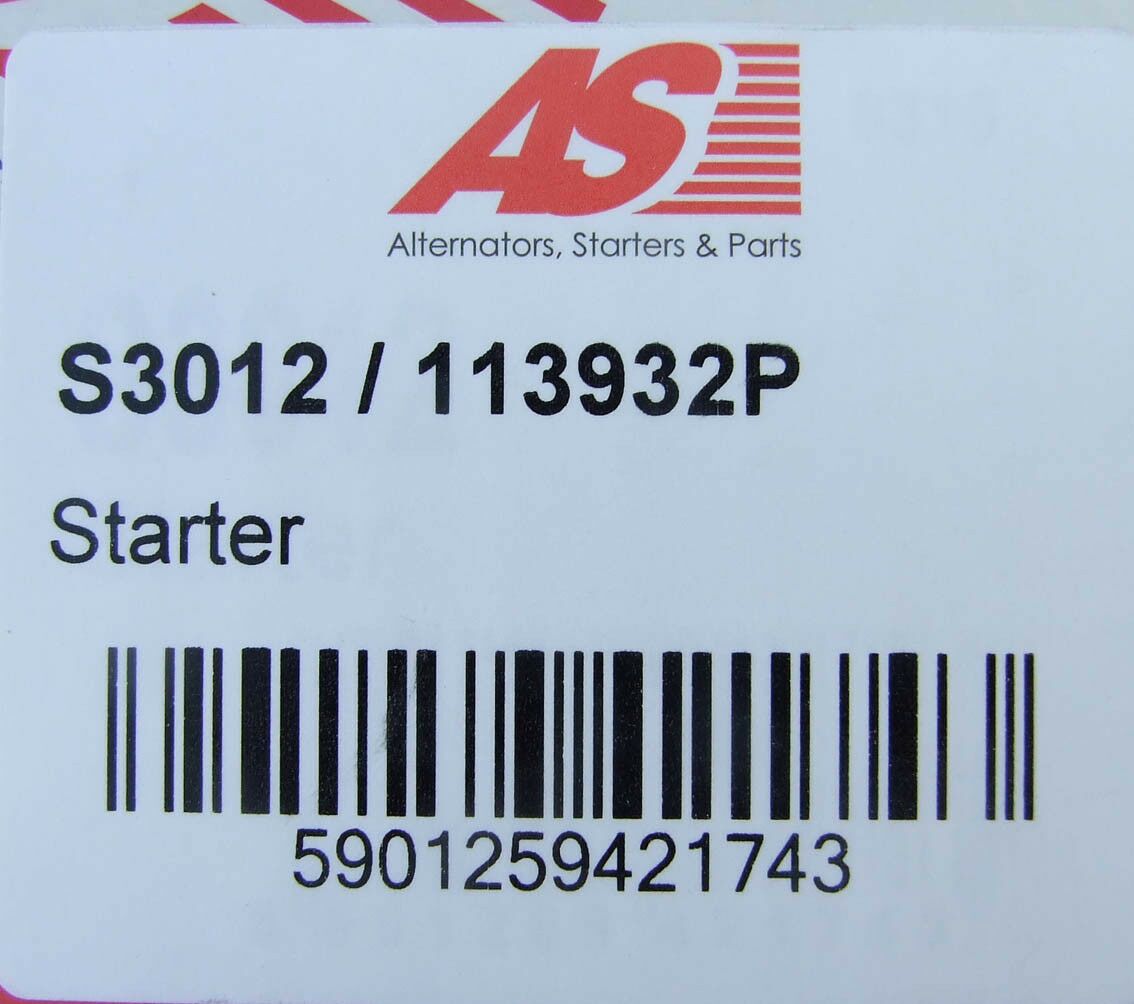 AS
Alternators, Starters & Parts
S3012 / 113932P
Starter
5901259421743